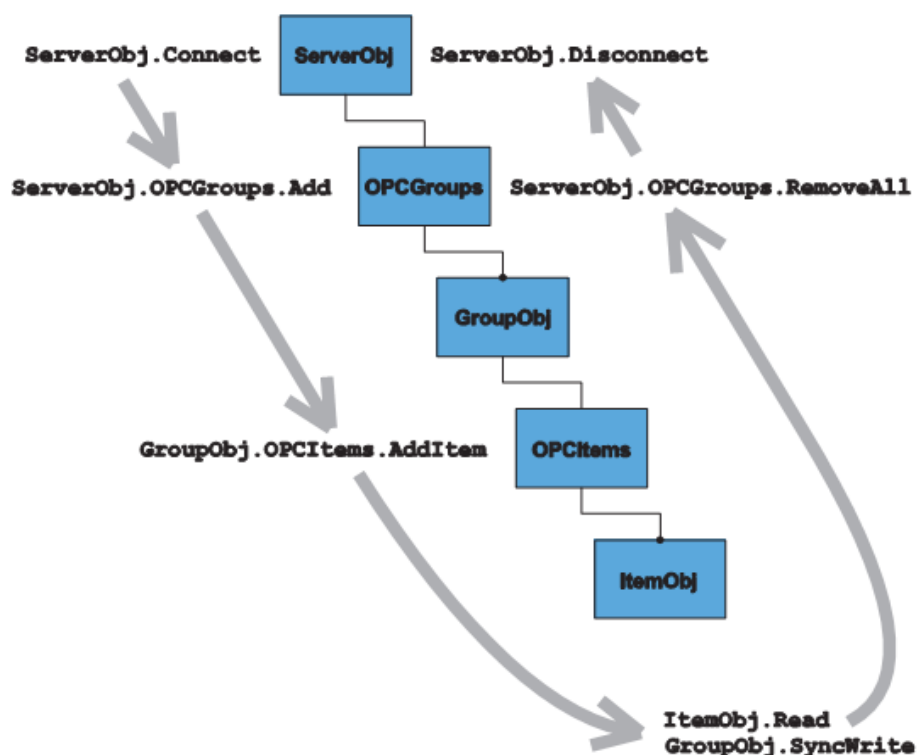 ServerObj.Connect
ServerObj
ServerObj.Disconnect
ServerObj.OPCGroups.Add
OPCGroups
ServerObj.OPCGroups.RemoveAll
GroupObj
GroupObj.OPCItems.AddItem
OPCItems
ItemObj
ItemObj.Read
GroupObj.SyncWrite